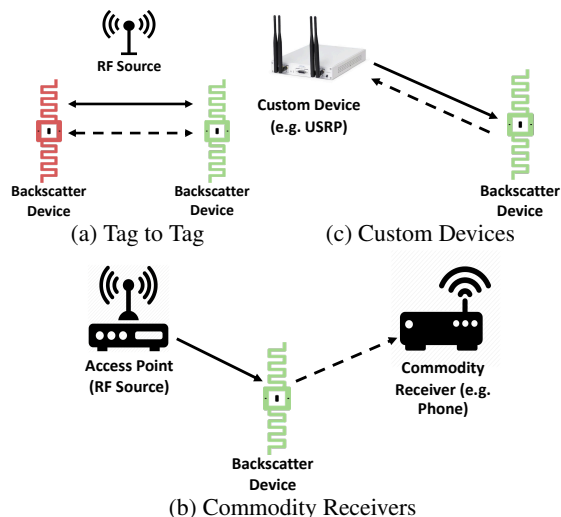 RF Source
Backscatter
Device
Backscatter
Device
(a) Tag to Tag
Custom Device
(e.g. USRP)
Backscatter
Device
(c) Custom Devices
Access Point
(RF Source)
Backscatter
Device
Commodity
Receiver (e.g.
Phone)
(b) Commodity Receivers